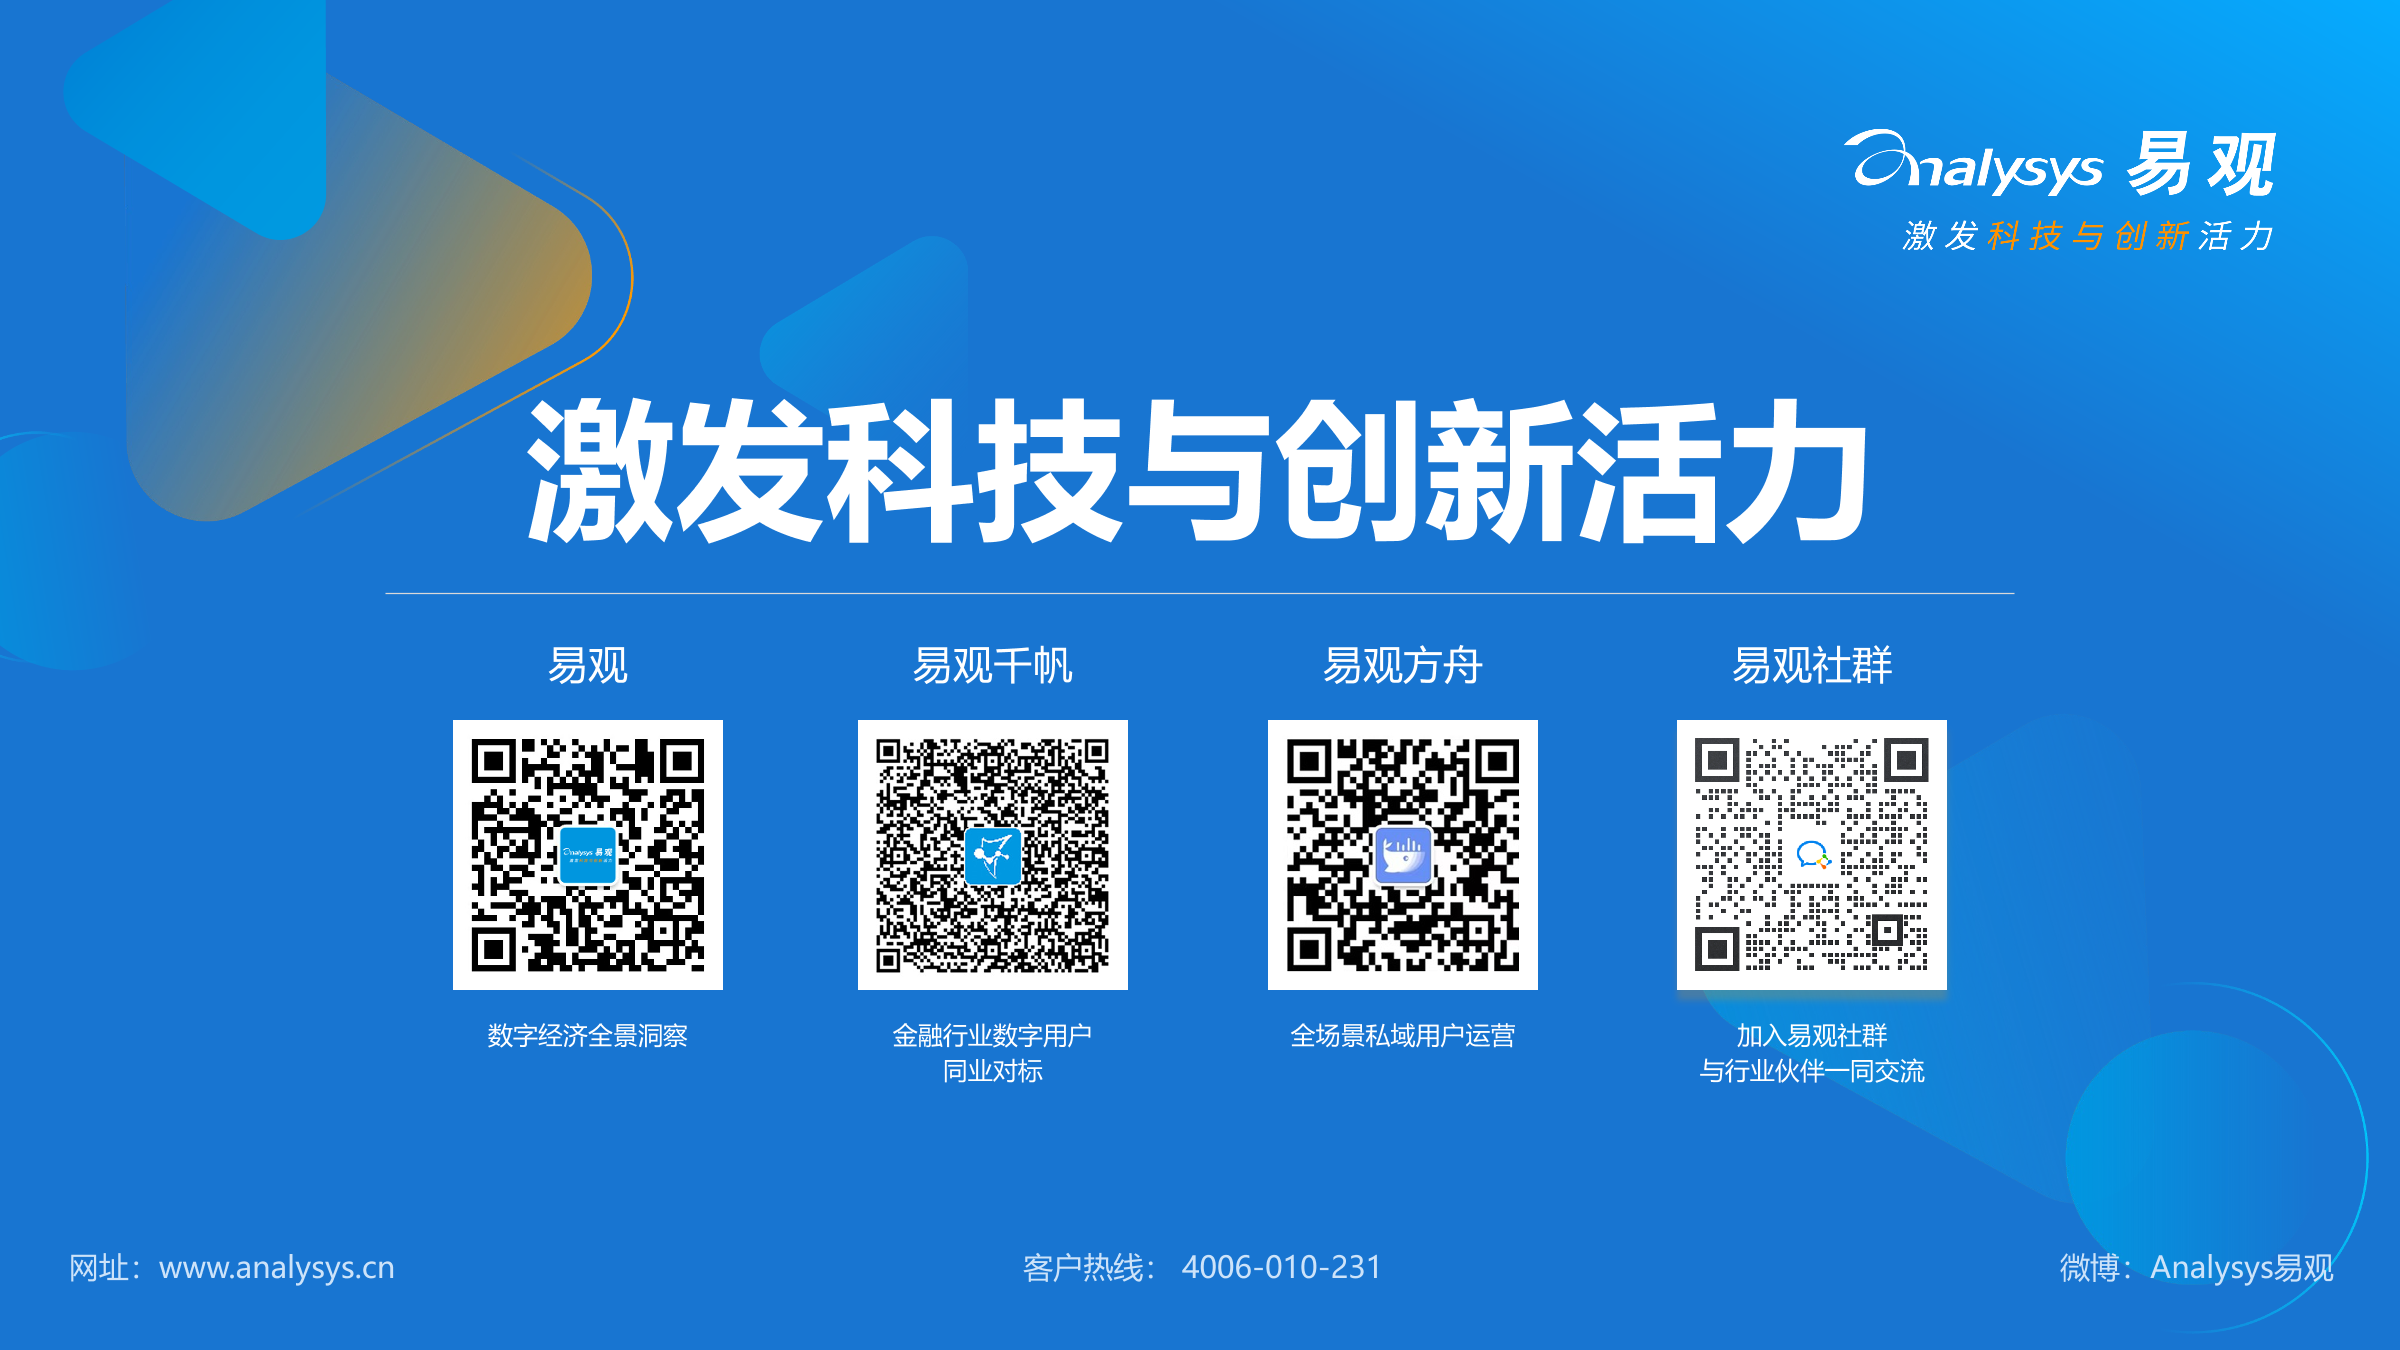 Analysys 易观
激发科技与创新活力
激发科技与创新活力
易观
易观千帆
易观方舟
易观社群
Analysys 易观
数字经济全景洞察
金融行业数字用户
同业对标
全场景私域用户运营
加入易观社群
与行业伙伴一同交流
网址：www.analysys.cn
客户热线： 4006-010-231
微博：Analysys易观